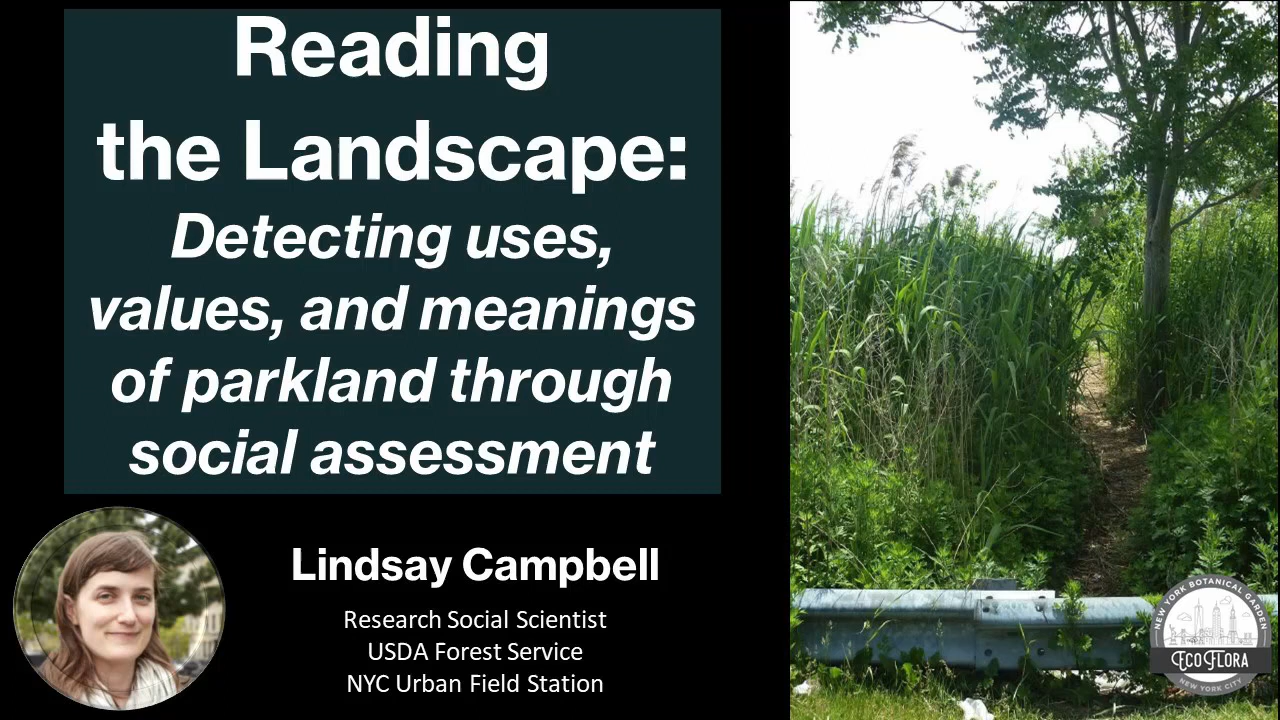 Reading
the Landscape:
Detecting uses,
values, and meanings
of parkland through
social assessment
Lindsay Campbell
Research Social Scientist
USDA Forest Service
NYC Urban Field Station
NEW YORK BOTANICAL GARDEN
ECOFLORA
NEW YORK CITY